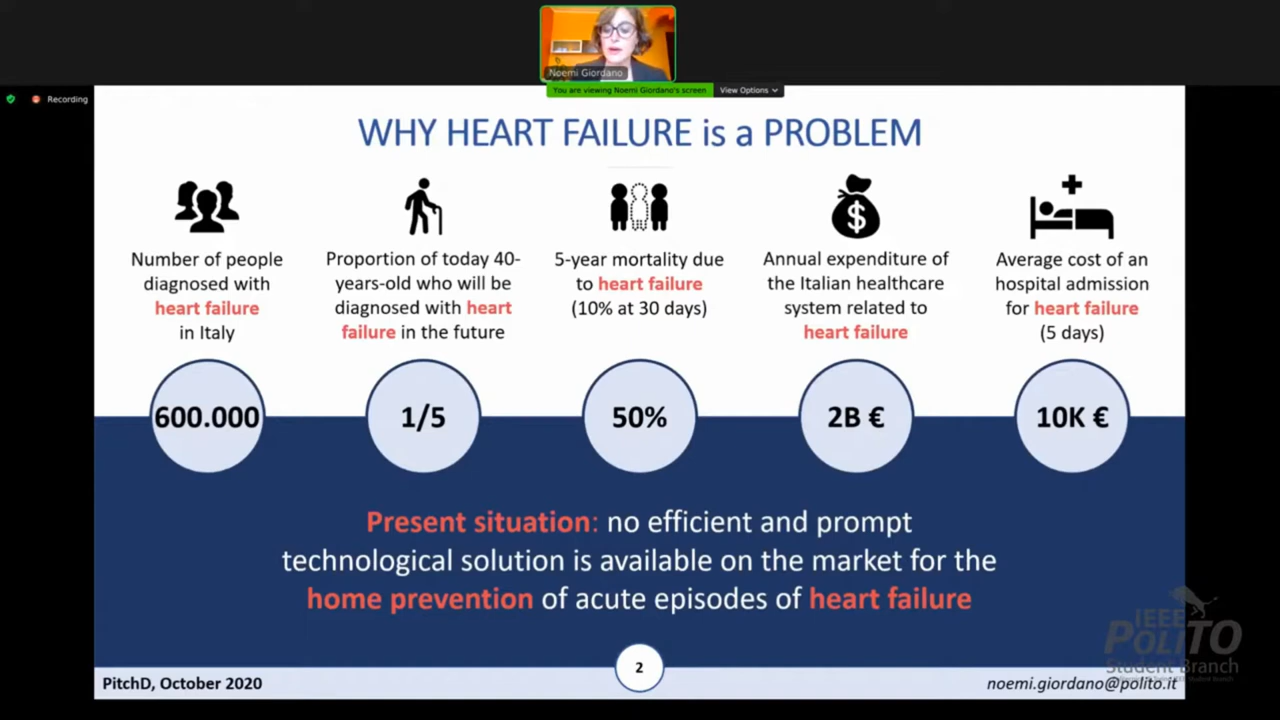 Noemi Giordano
You are viewing Noemi Giordano's screen
View Options
Recording
WHY HEART FAILURE is a PROBLEM
Number of people
diagnosed with
heart failure
in Italy
Proportion of today 40-
years-old who will be
diagnosed with heart
failure in the future
5-year mortality due
to heart failure
(10% at 30 days)
$
Annual expenditure of
the Italian healthcare
system related to
heart failure
Average cost of an
hospital admission
for heart failure
(5 days)
600.000
1/5
50%
2B €
10K €
Present situation: no efficient and prompt
technological solution is available on the market for the
home prevention of acute episodes of heart failure
IEEE
POLITO
Student Branch
PitchD, October 2020
2
noemi.giordano@polito.it